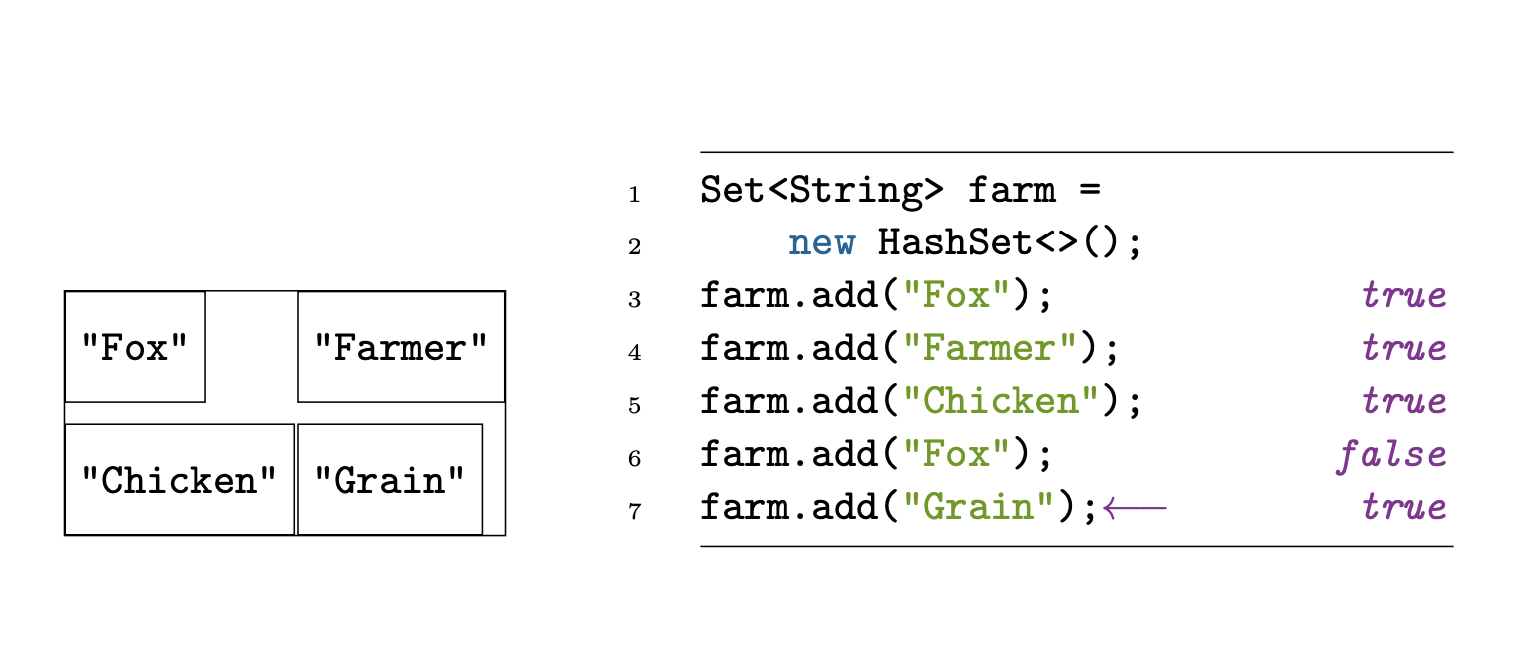 "Fox" "Farmer"
"Chicken" "Grain"
1 Set<String> farm =
2 new HashSet<>();
3 farm.add("Fox"); true
4 farm.add("Farmer"); true
5 farm.add("Chicken"); true
6 farm.add("Fox"); false
7 farm.add("Grain");⟵ true